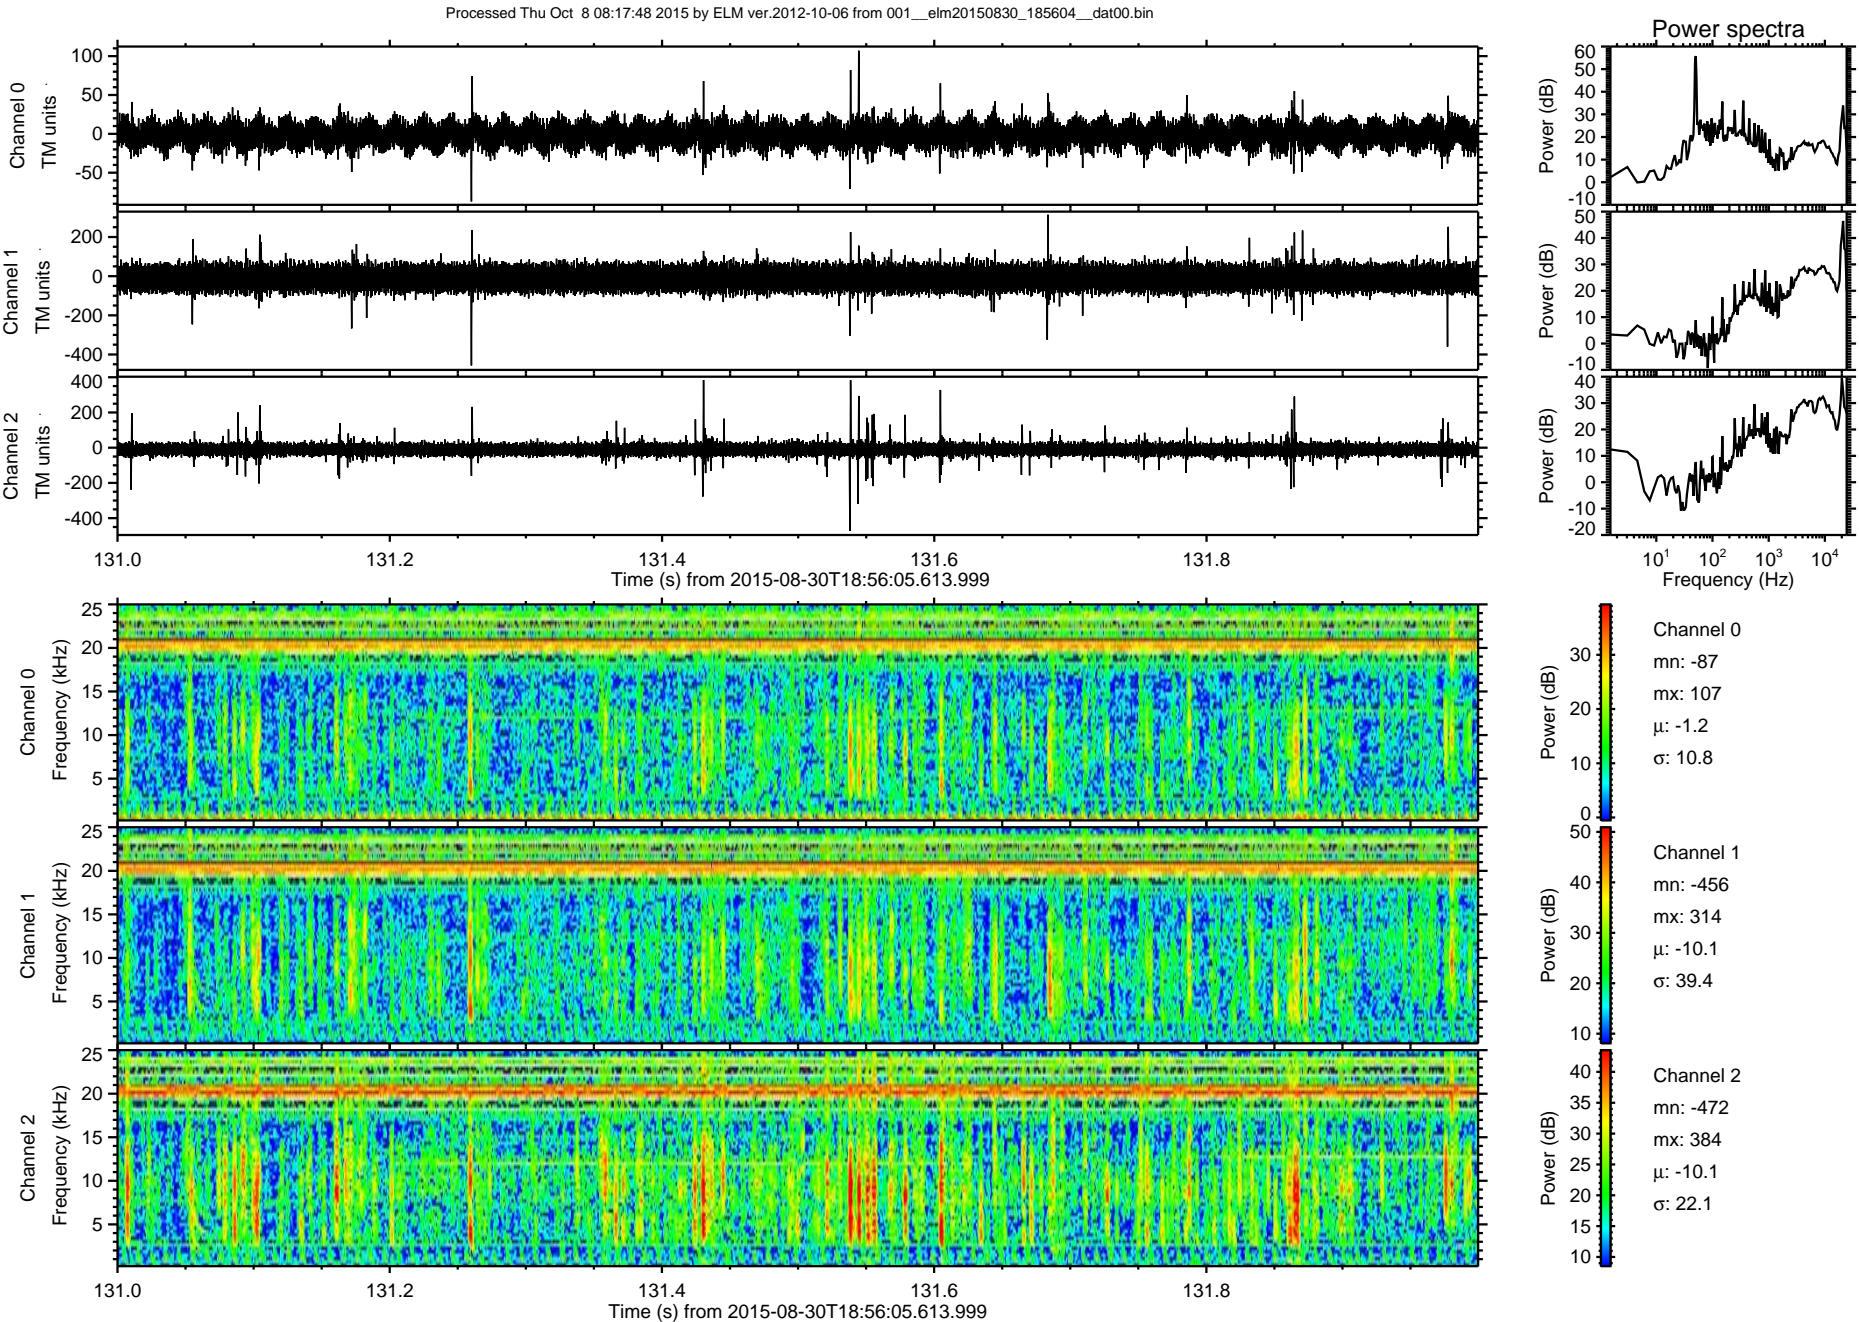 Processed Thu Oct  8 08:17:48 2015 by ELM ver.2012-10-06 from 001__elm20150830_185604__dat00.bin
Power spectra
Channel 0
TM units
100
50
0
-50
Power (dB)
60
50
40
30
20
10
0
-10
Channel 1
TM units
200
0
-200
-400
Power (dB)
50
40
30
20
10
0
-10
Channel 2
TM units
400
200
0
-200
-400
Power (dB)
40
30
20
10
0
-10
-20
131.0 131.2 131.4 131.6 131.8
Time (s) from 2015-08-30T18:56:05.613.999
10¹ 10² 10³ 10⁴
Frequency (Hz)
Channel 0
Frequency (kHz)
25
20
15
10
5
Power (dB)
30
20
10
0
Channel 0
mn: -87
mx: 107
μ: -1.2
σ: 10.8
Channel 1
Frequency (kHz)
25
20
15
10
5
Power (dB)
50
40
30
20
10
Channel 1
mn: -456
mx: 314
μ: -10.1
σ: 39.4
Channel 2
Frequency (kHz)
25
20
15
10
5
Power (dB)
40
35
30
25
20
15
10
Channel 2
mn: -472
mx: 384
μ: -10.1
σ: 22.1
131.0 131.2 131.4 131.6 131.8
Time (s) from 2015-08-30T18:56:05.613.999